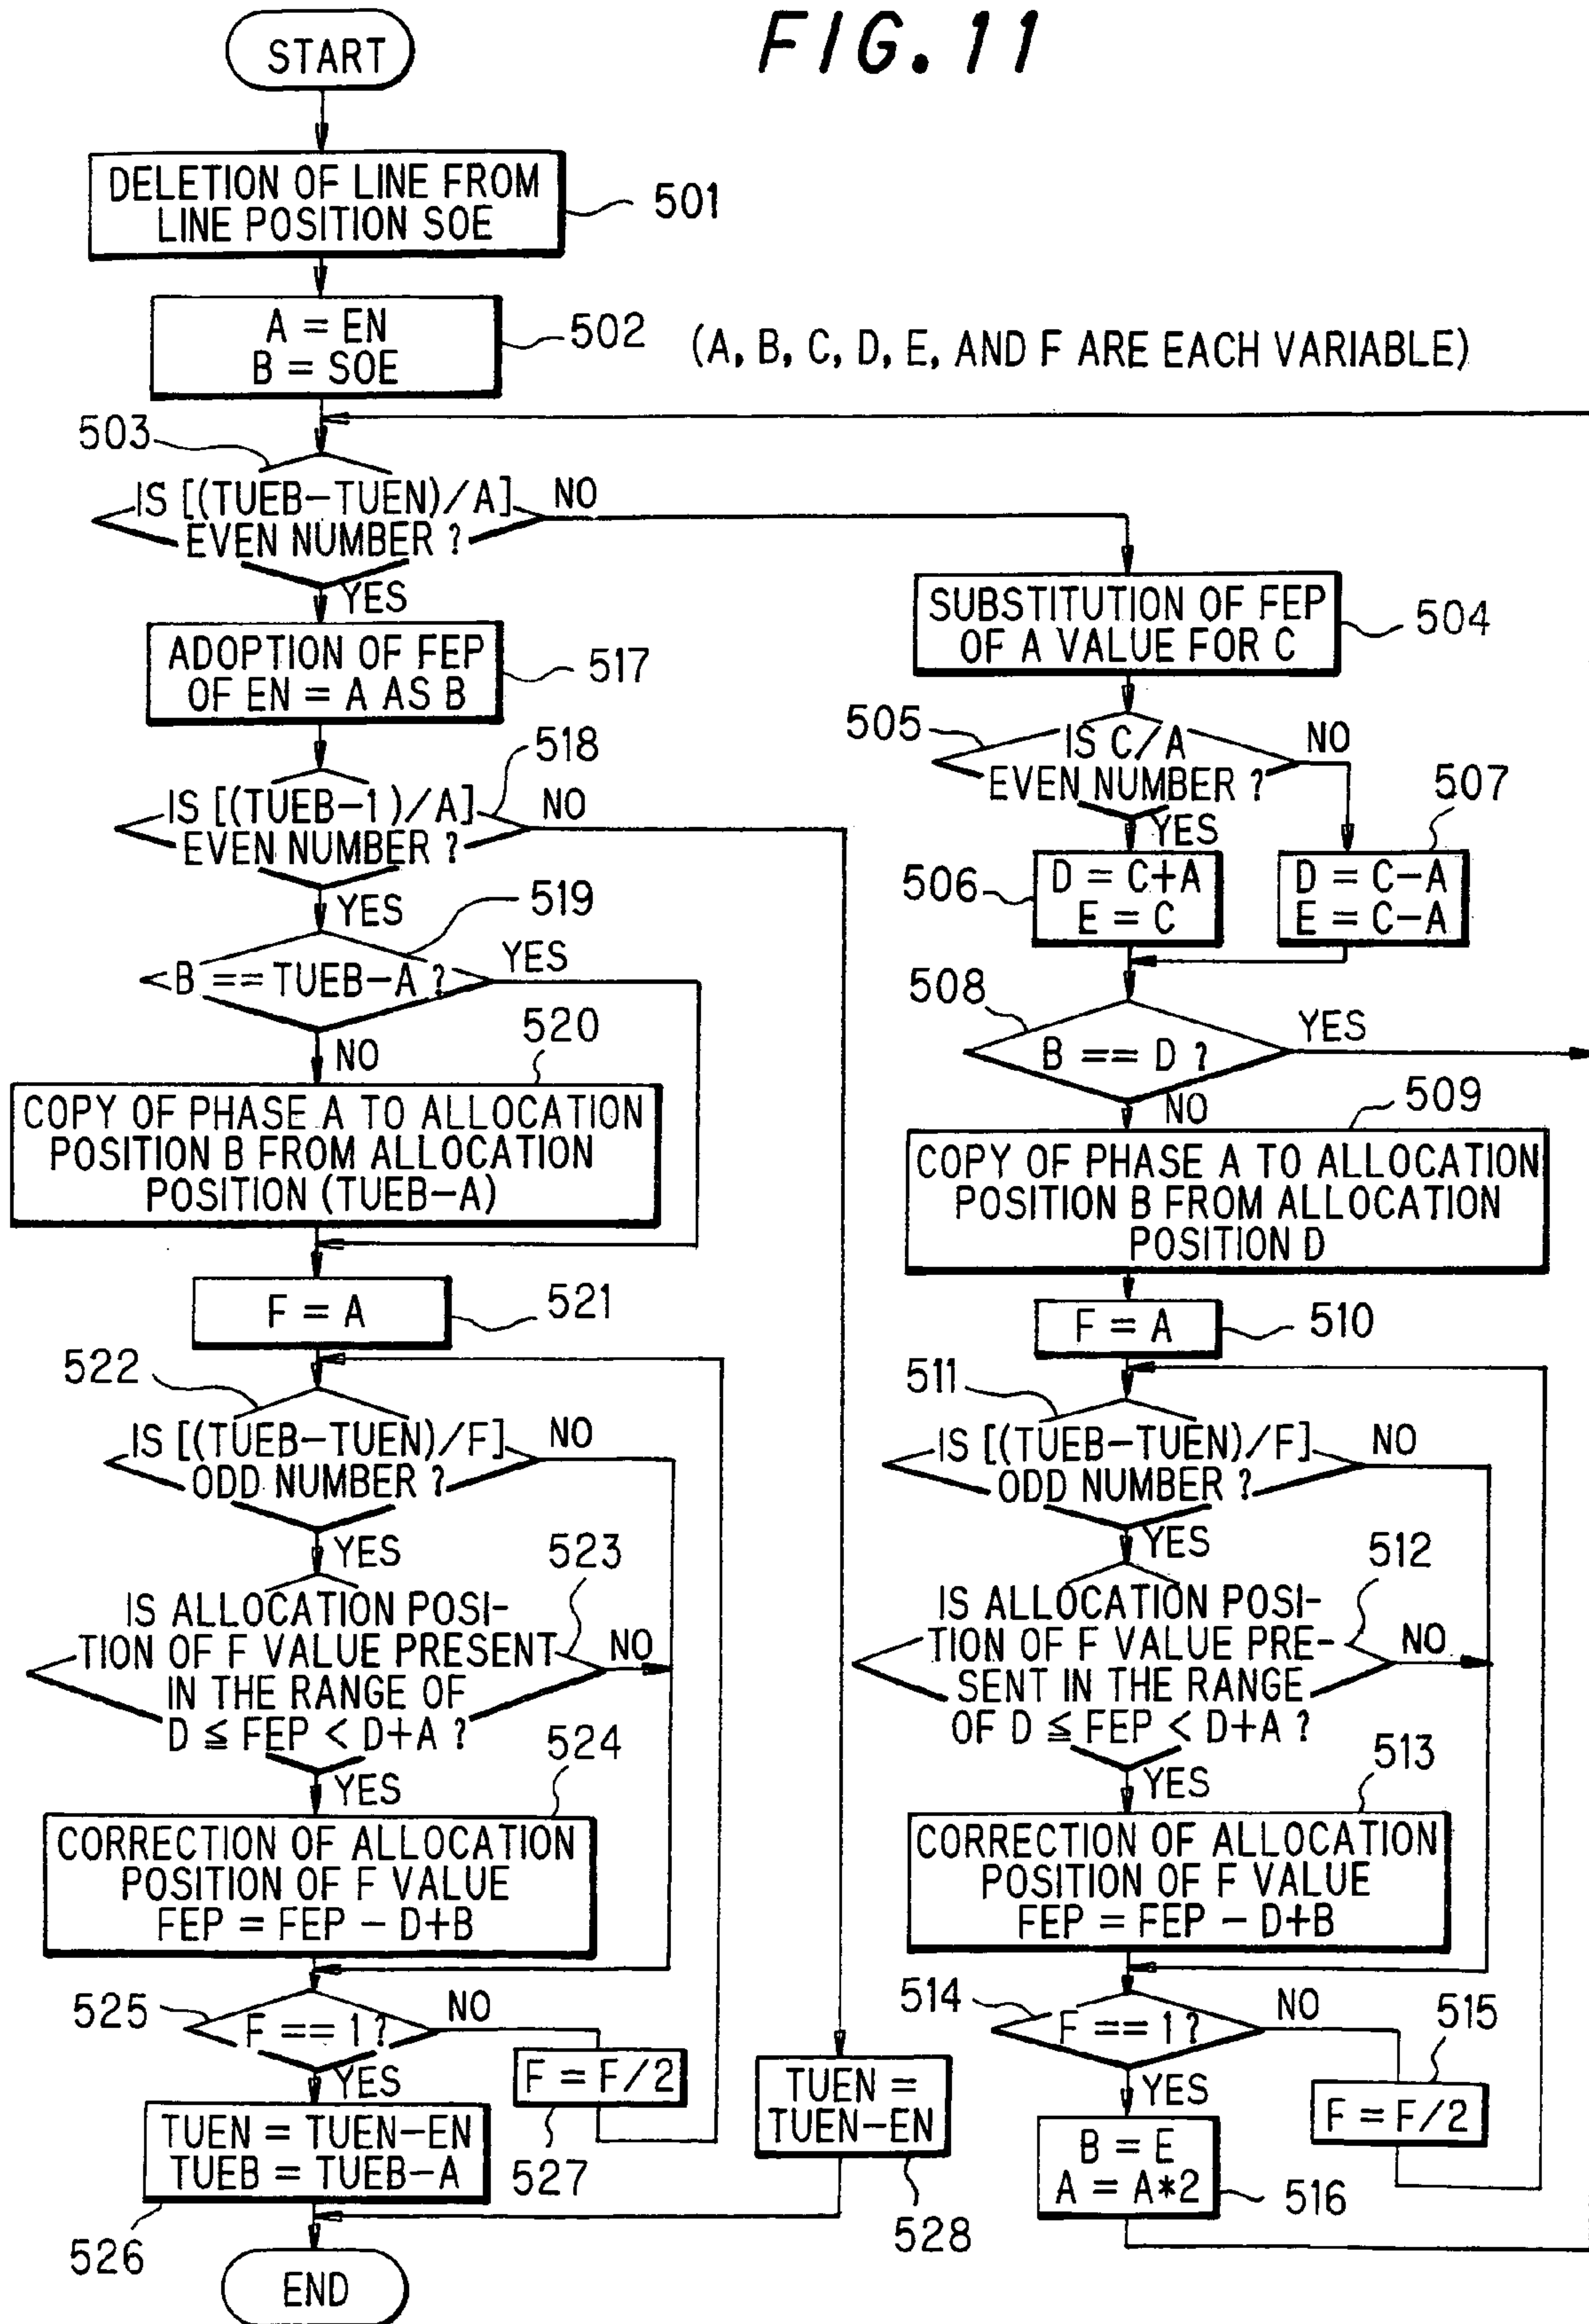 FIG. 11
START
DELETION OF LINE FROM
LINE POSITION SOE
501
A = EN
B = SOE
502
(A, B, C, D, E, AND F ARE EACH VARIABLE)
503
IS [(TUEB-TUEN)/A]
EVEN NUMBER ?
NO
YES
ADOPTION OF FEP
OF EN = A AS B
517
518
IS [(TUEB-1)/A]
EVEN NUMBER ?
NO
YES
519
B == TUEB-A ?
YES
NO
520
COPY OF PHASE A TO ALLOCATION
POSITION B FROM ALLOCATION
POSITION (TUEB-A)
F = A
521
522
IS [(TUEB-TUEN)/F]
ODD NUMBER ?
NO
YES
523
IS ALLOCATION POSI-
TION OF F VALUE PRESENT
IN THE RANGE OF
D ≦ FEP < D+A ?
NO
YES
524
CORRECTION OF ALLOCATION
POSITION OF F VALUE
FEP = FEP - D+B
525
F == 1 ?
NO
YES
F = F/2
527
TUEN = TUEN-EN
TUEB = TUEB-A
526
TUEN =
TUEN-EN
528
END
SUBSTITUTION OF FEP
OF A VALUE FOR C
504
505
IS C/A
EVEN NUMBER ?
NO
YES
507
506
D = C+A
E = C
D = C-A
E = C-A
508
B == D ?
YES
NO
509
COPY OF PHASE A TO ALLOCATION
POSITION B FROM ALLOCATION
POSITION D
F = A
510
511
IS [(TUEB-TUEN)/F]
ODD NUMBER ?
NO
YES
512
IS ALLOCATION POSI-
TION OF F VALUE PRE-
SENT IN THE RANGE
OF D ≦ FEP < D+A ?
NO
YES
513
CORRECTION OF ALLOCATION
POSITION OF F VALUE
FEP = FEP - D+B
514
F == 1 ?
NO
YES
515
F = F/2
B = E
A = A*2
516